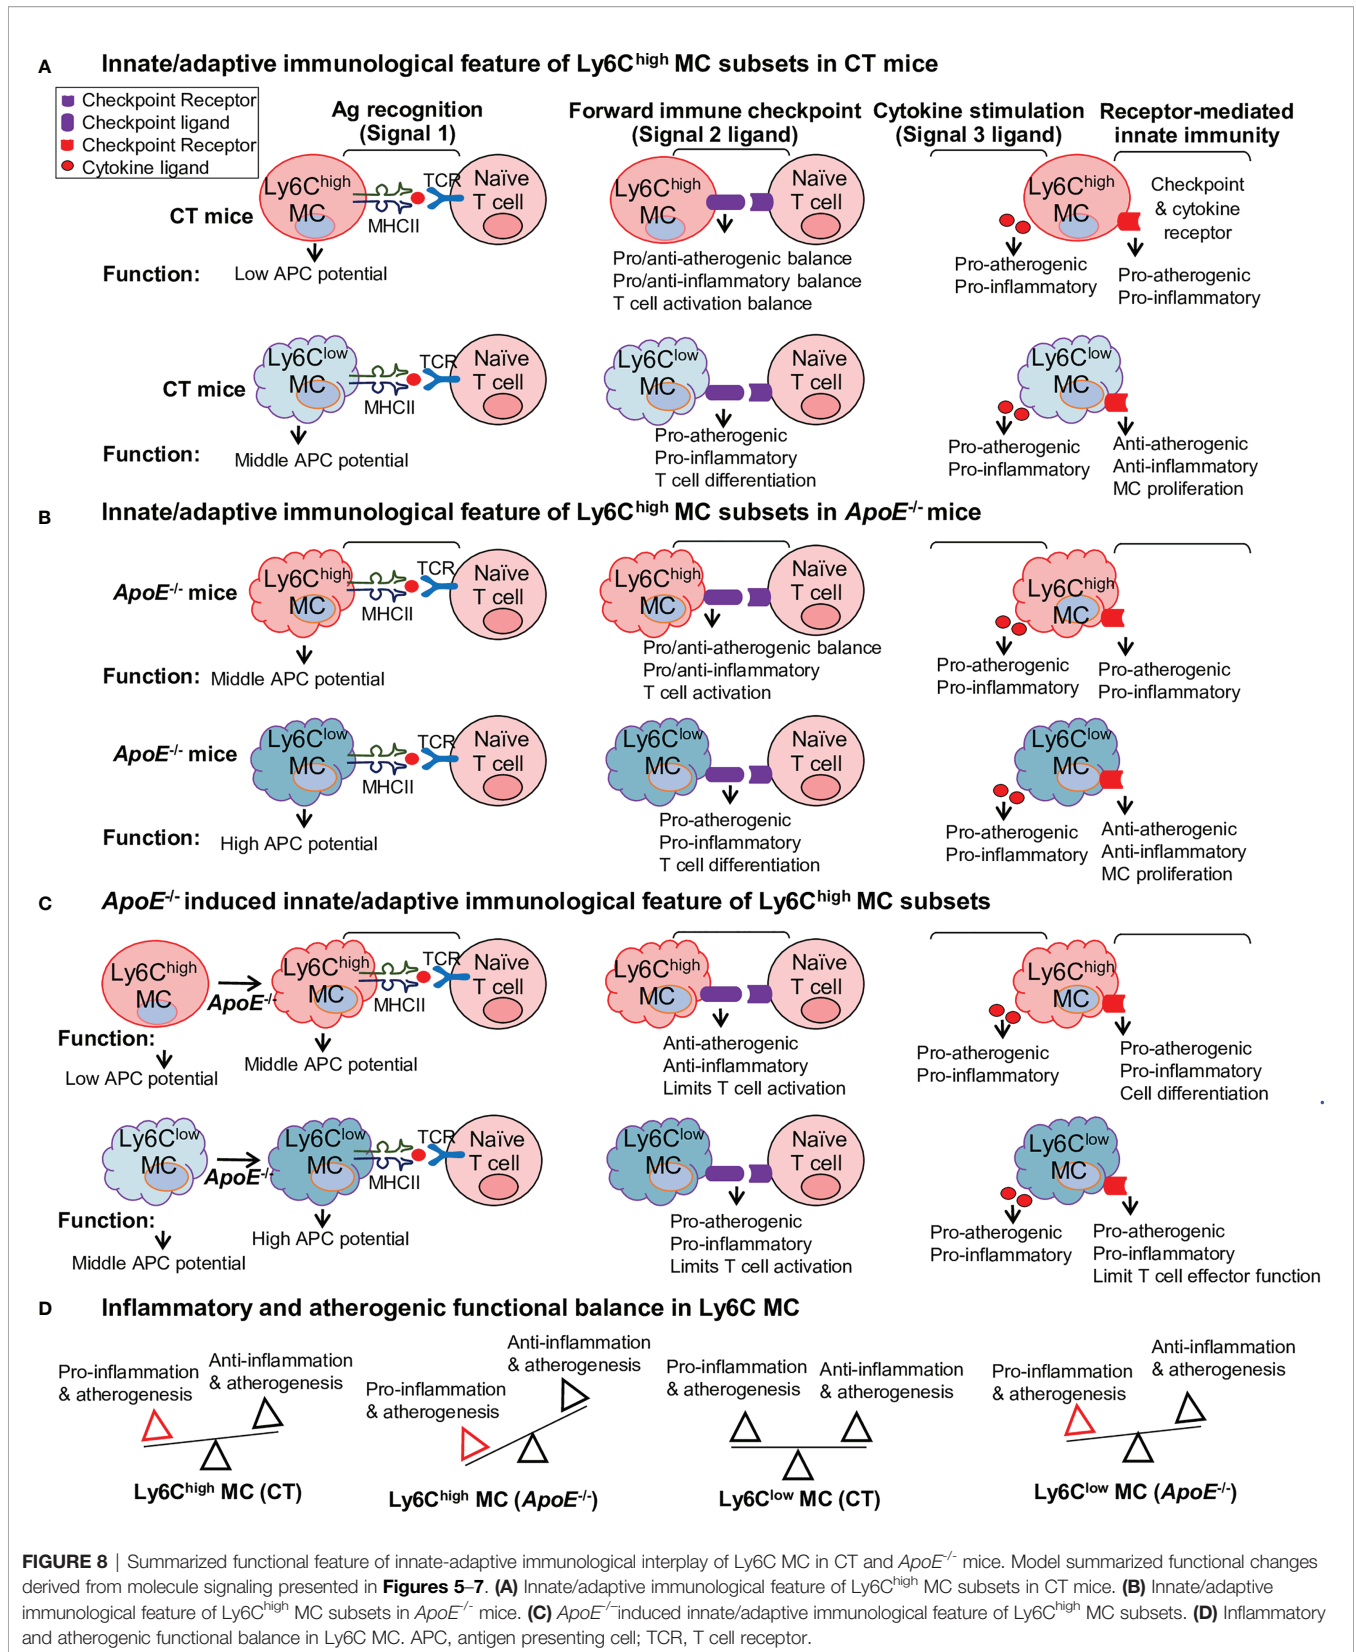 A Innate/adaptive immunological feature of Ly6Chigh MC subsets in CT mice
Checkpoint Receptor
Checkpoint ligand
Checkpoint Receptor
Cytokine ligand
Ag recognition
(Signal 1)
Forward immune checkpoint
(Signal 2 ligand)
Cytokine stimulation
(Signal 3 ligand)
Receptor-mediated
innate immunity
CT mice
Ly6Chigh
MC
MHCII
TCR
Naïve
T cell
Ly6Chigh
MC
Naïve
T cell
Ly6Chigh
MC
Checkpoint
& cytokine
receptor
Function:
Low APC potential
Pro/anti-atherogenic balance
Pro/anti-inflammatory balance
T cell activation balance
Pro-atherogenic
Pro-inflammatory
Pro-atherogenic
Pro-inflammatory
CT mice
Ly6Clow
MC
MHCII
TCR
Naïve
T cell
Ly6Clow
MC
Naïve
T cell
Ly6Clow
MC
Function:
Middle APC potential
Pro-atherogenic
Pro-inflammatory
T cell differentiation
Pro-atherogenic
Pro-inflammatory
Anti-atherogenic
Anti-inflammatory
MC proliferation
B Innate/adaptive immunological feature of Ly6Chigh MC subsets in ApoE-/- mice
ApoE-/- mice
Ly6Chigh
MC
MHCII
TCR
Naïve
T cell
Ly6Chigh
MC
Naïve
T cell
Ly6Chigh
MC
Function:
Middle APC potential
Pro/anti-atherogenic balance
Pro/anti-inflammatory
T cell activation
Pro-atherogenic
Pro-inflammatory
Pro-atherogenic
Pro-inflammatory
ApoE-/- mice
Ly6Clow
MC
MHCII
TCR
Naïve
T cell
Ly6Clow
MC
Naïve
T cell
Ly6Clow
MC
Function:
High APC potential
Pro-atherogenic
Pro-inflammatory
T cell differentiation
Pro-atherogenic
Pro-inflammatory
Anti-atherogenic
Anti-inflammatory
MC proliferation
C ApoE-/- induced innate/adaptive immunological feature of Ly6Chigh MC subsets
Ly6Chigh
MC
ApoE-/-
Ly6Chigh
MC
MHCII
TCR
Naïve
T cell
Ly6Chigh
MC
Naïve
T cell
Ly6Chigh
MC
Function:
Low APC potential
Middle APC potential
Anti-atherogenic
Anti-inflammatory
Limits T cell activation
Pro-atherogenic
Pro-inflammatory
Pro-atherogenic
Pro-inflammatory
Cell differentiation
Ly6Clow
MC
ApoE-/-
Ly6Clow
MC
MHCII
TCR
Naïve
T cell
Ly6Clow
MC
Naïve
T cell
Ly6Clow
MC
Function:
Middle APC potential
High APC potential
Pro-atherogenic
Pro-inflammatory
Limits T cell activation
Pro-atherogenic
Pro-inflammatory
Pro-atherogenic
Pro-inflammatory
Limit T cell effector function
D Inflammatory and atherogenic functional balance in Ly6C MC
Pro-inflammation
& atherogenesis
Anti-inflammation
& atherogenesis
Ly6Chigh MC (CT)
Pro-inflammation
& atherogenesis
Anti-inflammation
& atherogenesis
Ly6Chigh MC (ApoE-/-)
Pro-inflammation
& atherogenesis
Anti-inflammation
& atherogenesis
Ly6Clow MC (CT)
Pro-inflammation
& atherogenesis
Anti-inflammation
& atherogenesis
Ly6Clow MC (ApoE-/-)
FIGURE 8 | Summarized functional feature of innate-adaptive immunological interplay of Ly6C MC in CT and ApoE-/- mice. Model summarized functional changes
derived from molecule signaling presented in Figures 5–7. (A) Innate/adaptive immunological feature of Ly6Chigh MC subsets in CT mice. (B) Innate/adaptive
immunological feature of Ly6Chigh MC subsets in ApoE-/- mice. (C) ApoE-/-induced innate/adaptive immunological feature of Ly6Chigh MC subsets. (D) Inflammatory
and atherogenic functional balance in Ly6C MC. APC, antigen presenting cell; TCR, T cell receptor.